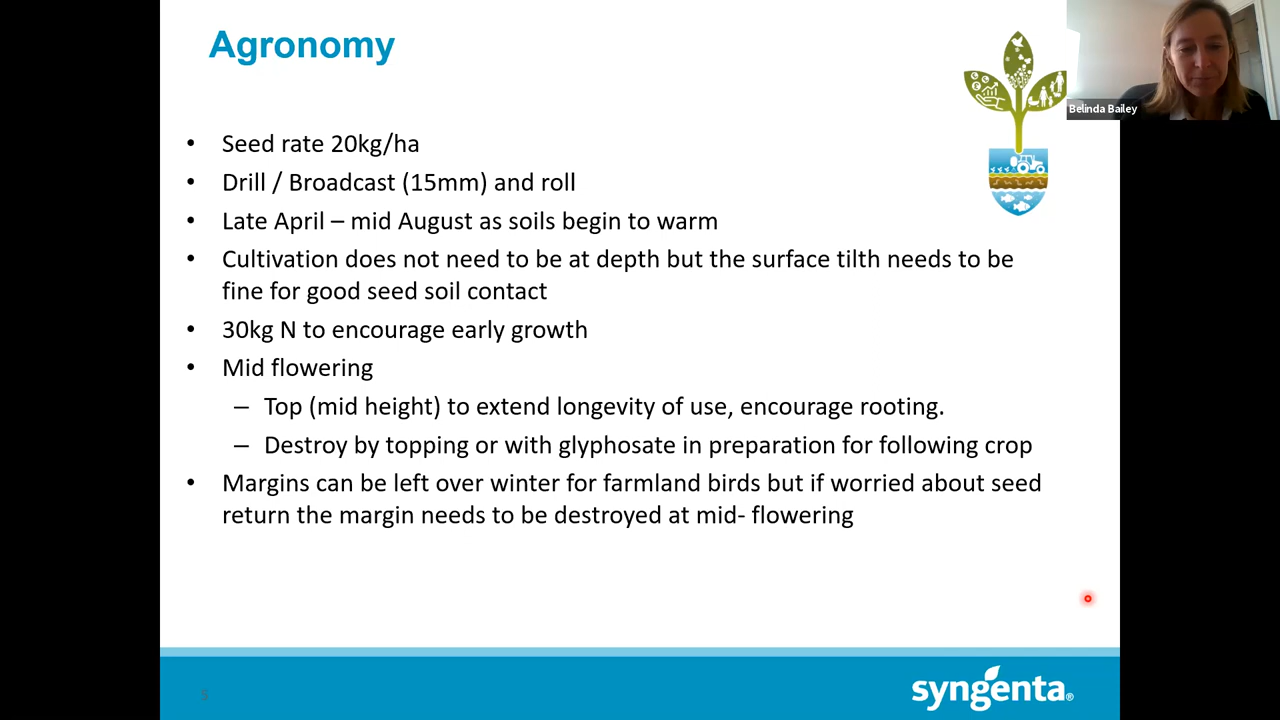 Agronomy
Belinda Bailey
• Seed rate 20kg/ha
• Drill / Broadcast (15mm) and roll
• Late April – mid August as soils begin to warm
• Cultivation does not need to be at depth but the surface tilth needs to be
fine for good seed soil contact
• 30kg N to encourage early growth
• Mid flowering
– Top (mid height) to extend longevity of use, encourage rooting.
– Destroy by topping or with glyphosate in preparation for following crop
• Margins can be left over winter for farmland birds but if worried about seed
return the margin needs to be destroyed at mid- flowering
syngenta®